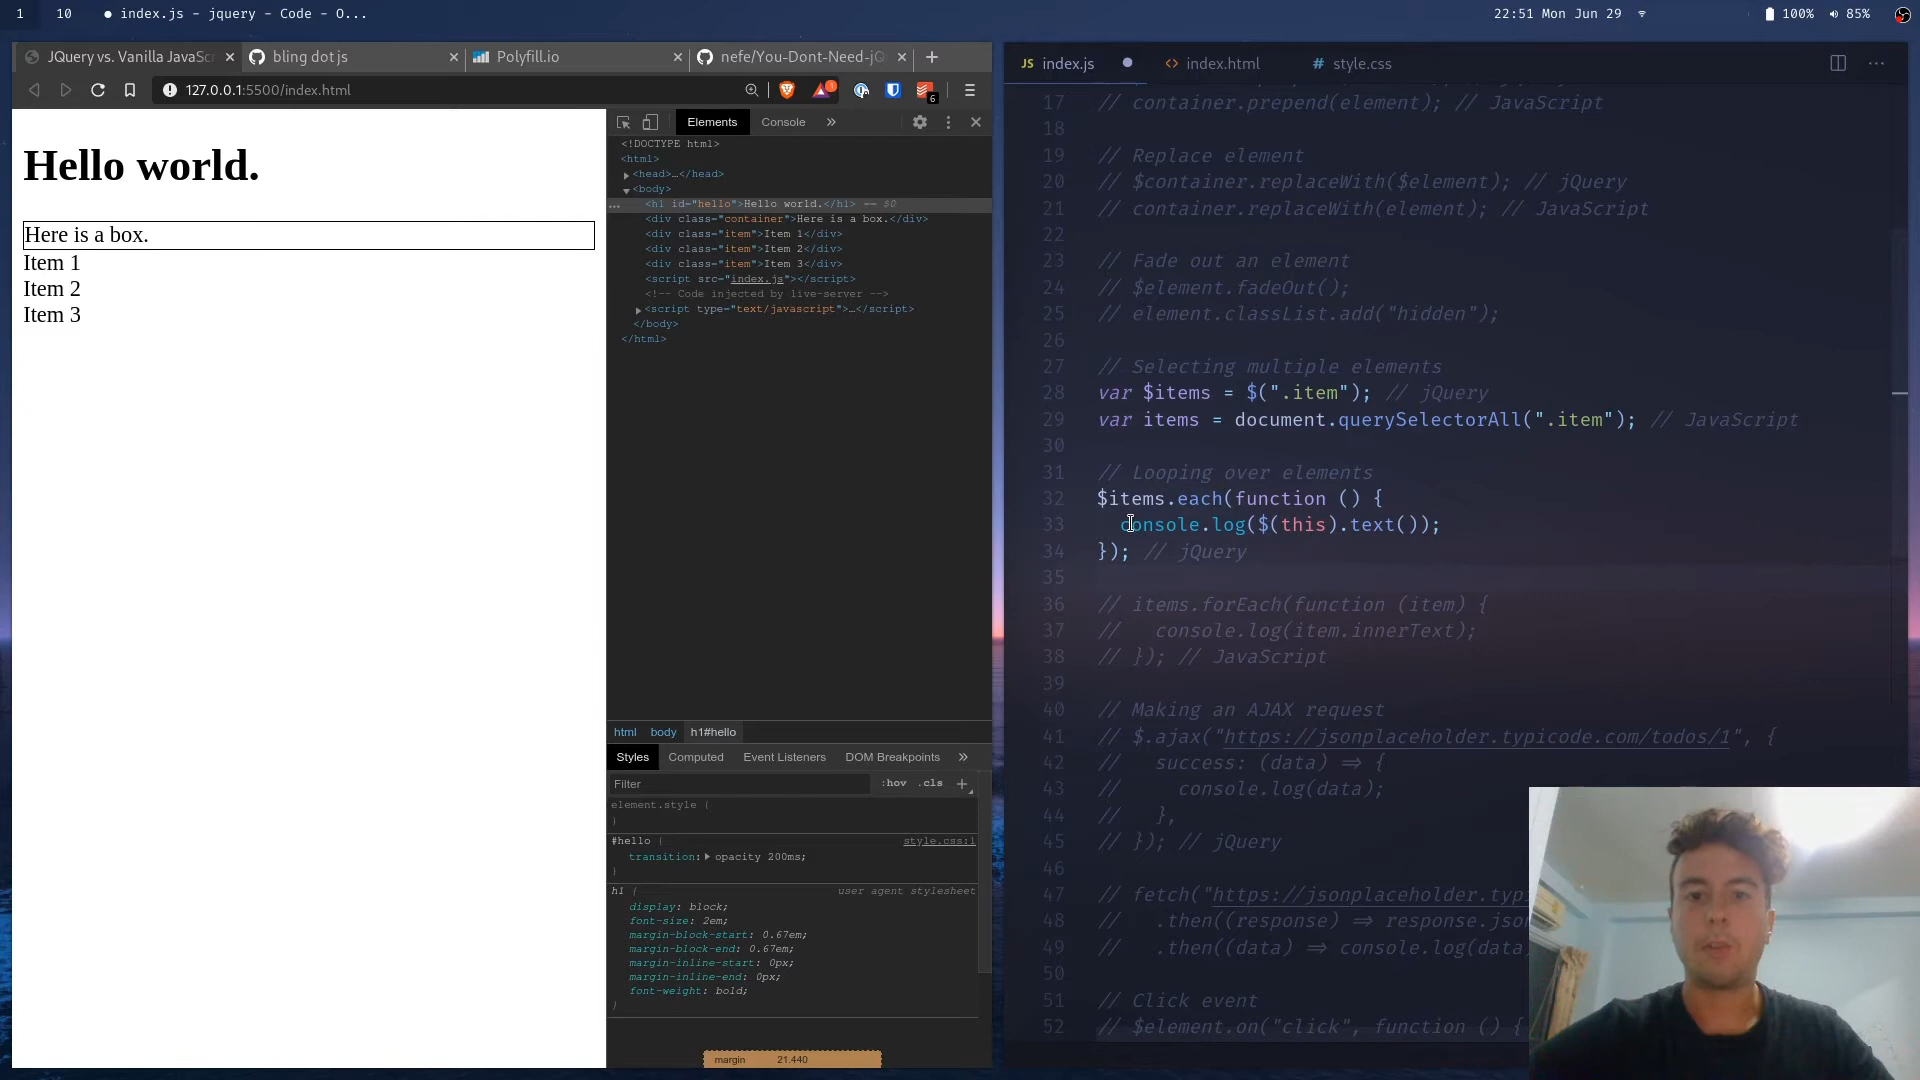 1 10 ● index.js - jquery - Code - O...
22:51 Mon Jun 29 100% 85%
JQuery vs. Vanilla JavaScr × bling dot js × Polyfill.io × nefe/You-Dont-Need-jQ × +
127.0.0.1:5500/index.html
1
6
Hello world.
Here is a box.
Item 1
Item 2
Item 3
Elements Console »
<!DOCTYPE html>
<html>
<head>…</head>
<body>
… <h1 id="hello">Hello world.</h1> == $0
<div class="container">Here is a box.</div>
<div class="item">Item 1</div>
<div class="item">Item 2</div>
<div class="item">Item 3</div>
<script src="index.js"></script>
<!-- Code injected by live-server -->
<script type="text/javascript">…</script>
</body>
</html>
html body h1#hello
Styles Computed Event Listeners DOM Breakpoints »
Filter :hov .cls +
element.style {
}
#hello { style.css:1
transition: opacity 200ms;
}
h1 { user agent stylesheet
display: block;
font-size: 2em;
margin-block-start: 0.67em;
margin-block-end: 0.67em;
margin-inline-start: 0px;
margin-inline-end: 0px;
font-weight: bold;
}
margin 21.440
JS index.js ● <> index.html # style.css
17 // container.prepend(element); // JavaScript
18
19 // Replace element
20 // $container.replaceWith($element); // jQuery
21 // container.replaceWith(element); // JavaScript
22
23 // Fade out an element
24 // $element.fadeOut();
25 // element.classList.add("hidden");
26
27 // Selecting multiple elements
28 var $items = $(".item"); // jQuery
29 var items = document.querySelectorAll(".item"); // JavaScript
30
31 // Looping over elements
32 $items.each(function () {
33 console.log($(this).text());
34 }); // jQuery
35
36 // items.forEach(function (item) {
37 // console.log(item.innerText);
38 // }); // JavaScript
39
40 // Making an AJAX request
41 // $.ajax("https://jsonplaceholder.typicode.com/todos/1", {
42 // success: (data) => {
43 // console.log(data);
44 // },
45 // }); // jQuery
46
47 // fetch("https://jsonplaceholder.typi
48 // .then((response) => response.json
49 // .then((data) => console.log(data
50
51 // Click event
52 // $element.on("click", function () {